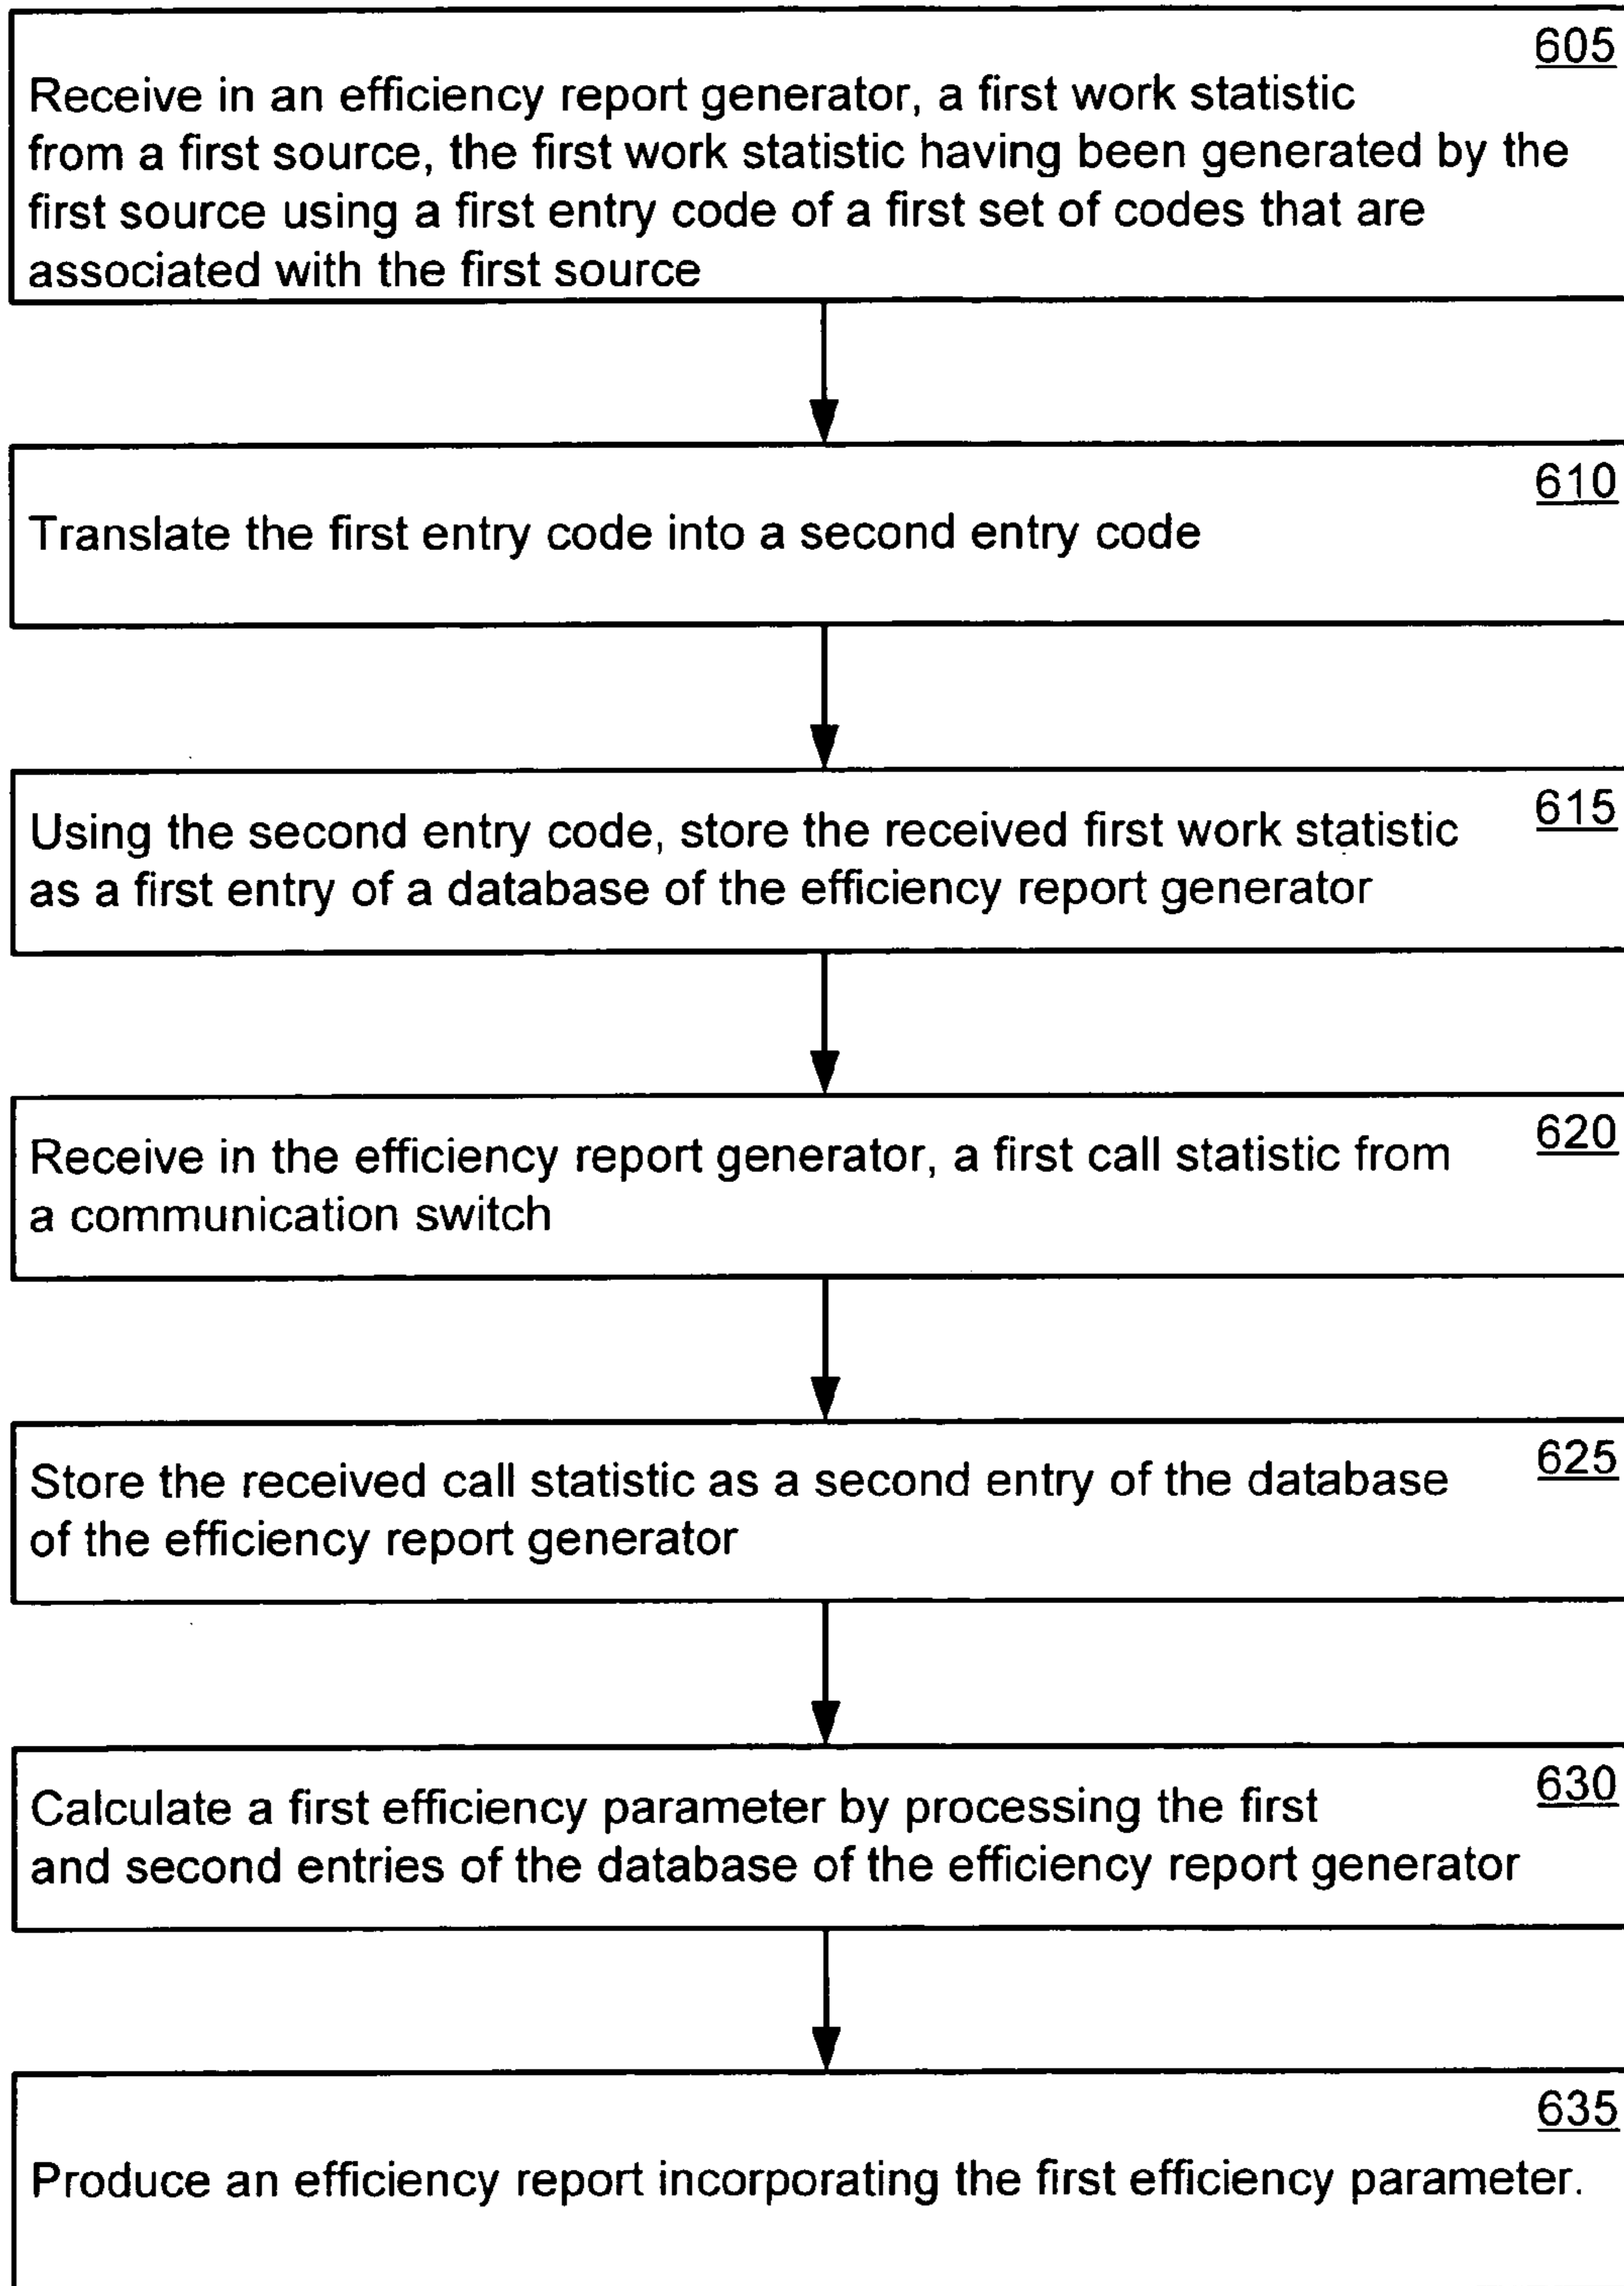 605
Receive in an efficiency report generator, a first work statistic
from a first source, the first work statistic having been generated by the
first source using a first entry code of a first set of codes that are
associated with the first source
610
Translate the first entry code into a second entry code
615
Using the second entry code, store the received first work statistic
as a first entry of a database of the efficiency report generator
620
Receive in the efficiency report generator, a first call statistic from
a communication switch
625
Store the received call statistic as a second entry of the database
of the efficiency report generator
630
Calculate a first efficiency parameter by processing the first
and second entries of the database of the efficiency report generator
635
Produce an efficiency report incorporating the first efficiency parameter.